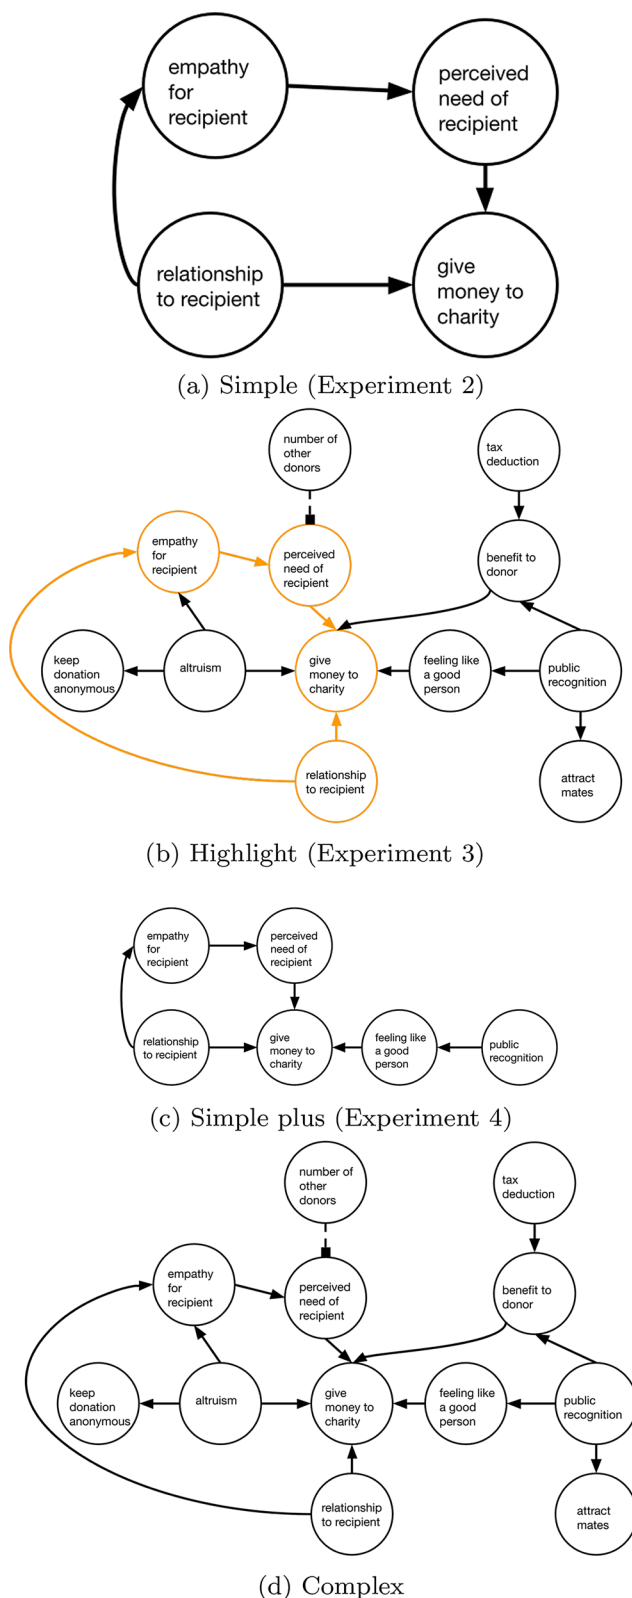 empathy
for
recipient
perceived
need of
recipient
relationship
to recipient
give
money to
charity
(a) Simple (Experiment 2)
number of
other
donors
tax
deduction
empathy
for
recipient
perceived
need of
recipient
benefit to
donor
keep
donation
anonymous
altruism
give
money to
charity
feeling like
a good
person
public
recognition
relationship
to recipient
attract
mates
(b) Highlight (Experiment 3)
empathy
for
recipient
perceived
need of
recipient
relationship
to recipient
give
money to
charity
feeling like
a good
person
public
recognition
(c) Simple plus (Experiment 4)
number of
other
donors
tax
deduction
empathy
for
recipient
perceived
need of
recipient
benefit to
donor
keep
donation
anonymous
altruism
give
money to
charity
feeling like
a good
person
public
recognition
relationship
to recipient
attract
mates
(d) Complex